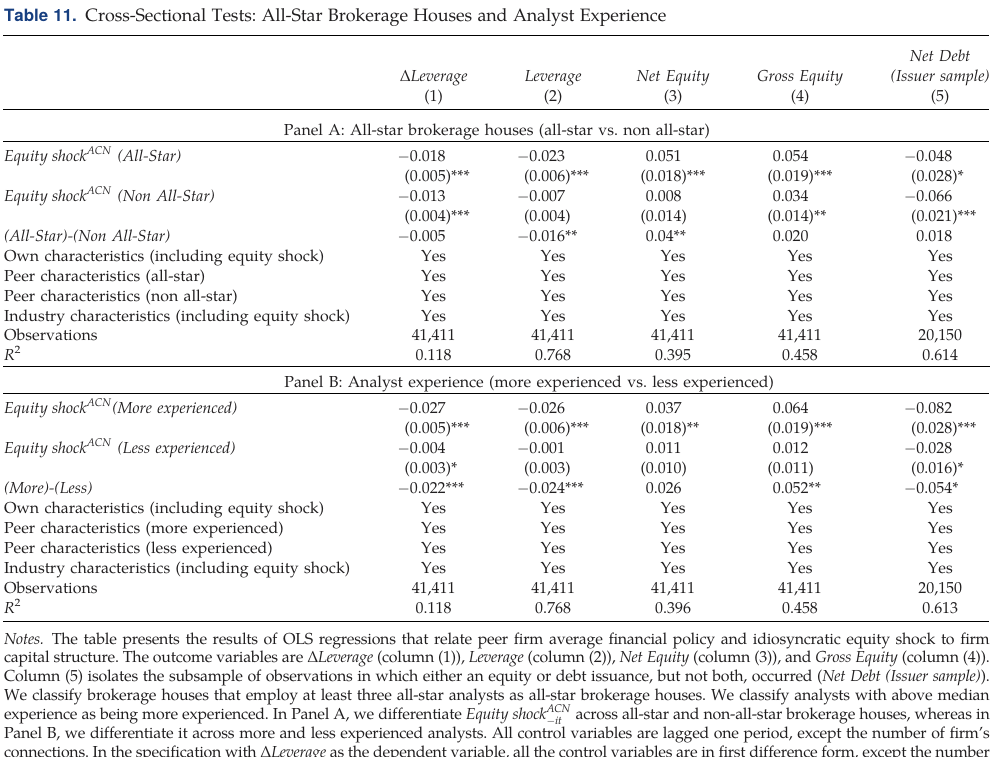 Table 11. Cross-Sectional Tests: All-Star Brokerage Houses and Analyst Experience
Net Debt
ΔLeverage Leverage Net Equity Gross Equity (Issuer sample)
(1) (2) (3) (4) (5)
Panel A: All-star brokerage houses (all-star vs. non all-star)
Equity shock^ACN (All-Star) −0.018 −0.023 0.051 0.054 −0.048
(0.005)*** (0.006)*** (0.018)*** (0.019)*** (0.028)*
Equity shock^ACN (Non All-Star) −0.013 −0.007 0.008 0.034 −0.066
(0.004)*** (0.004) (0.014) (0.014)** (0.021)***
(All-Star)-(Non All-Star) −0.005 −0.016** 0.04** 0.020 0.018
Own characteristics (including equity shock) Yes Yes Yes Yes Yes
Peer characteristics (all-star) Yes Yes Yes Yes Yes
Peer characteristics (non all-star) Yes Yes Yes Yes Yes
Industry characteristics (including equity shock) Yes Yes Yes Yes Yes
Observations 41,411 41,411 41,411 41,411 20,150
R² 0.118 0.768 0.395 0.458 0.614
Panel B: Analyst experience (more experienced vs. less experienced)
Equity shock^ACN(More experienced) −0.027 −0.026 0.037 0.064 −0.082
(0.005)*** (0.006)*** (0.018)** (0.019)*** (0.028)***
Equity shock^ACN (Less experienced) −0.004 −0.001 0.011 0.012 −0.028
(0.003)* (0.003) (0.010) (0.011) (0.016)*
(More)-(Less) −0.022*** −0.024*** 0.026 0.052** −0.054*
Own characteristics (including equity shock) Yes Yes Yes Yes Yes
Peer characteristics (more experienced) Yes Yes Yes Yes Yes
Peer characteristics (less experienced) Yes Yes Yes Yes Yes
Industry characteristics (including equity shock) Yes Yes Yes Yes Yes
Observations 41,411 41,411 41,411 41,411 20,150
R² 0.118 0.768 0.396 0.458 0.613
Notes. The table presents the results of OLS regressions that relate peer firm average financial policy and idiosyncratic equity shock to firm
capital structure. The outcome variables are ΔLeverage (column (1)), Leverage (column (2)), Net Equity (column (3)), and Gross Equity (column (4)).
Column (5) isolates the subsample of observations in which either an equity or debt issuance, but not both, occurred (Net Debt (Issuer sample)).
We classify brokerage houses that employ at least three all-star analysts as all-star brokerage houses. We classify analysts with above median
experience as being more experienced. In Panel A, we differentiate Equity shock^ACN_−it across all-star and non-all-star brokerage houses, whereas in
Panel B, we differentiate it across more and less experienced analysts. All control variables are lagged one period, except the number of firm's
connections. In the specification with ΔLeverage as the dependent variable, all the control variables are in first difference form, except the number